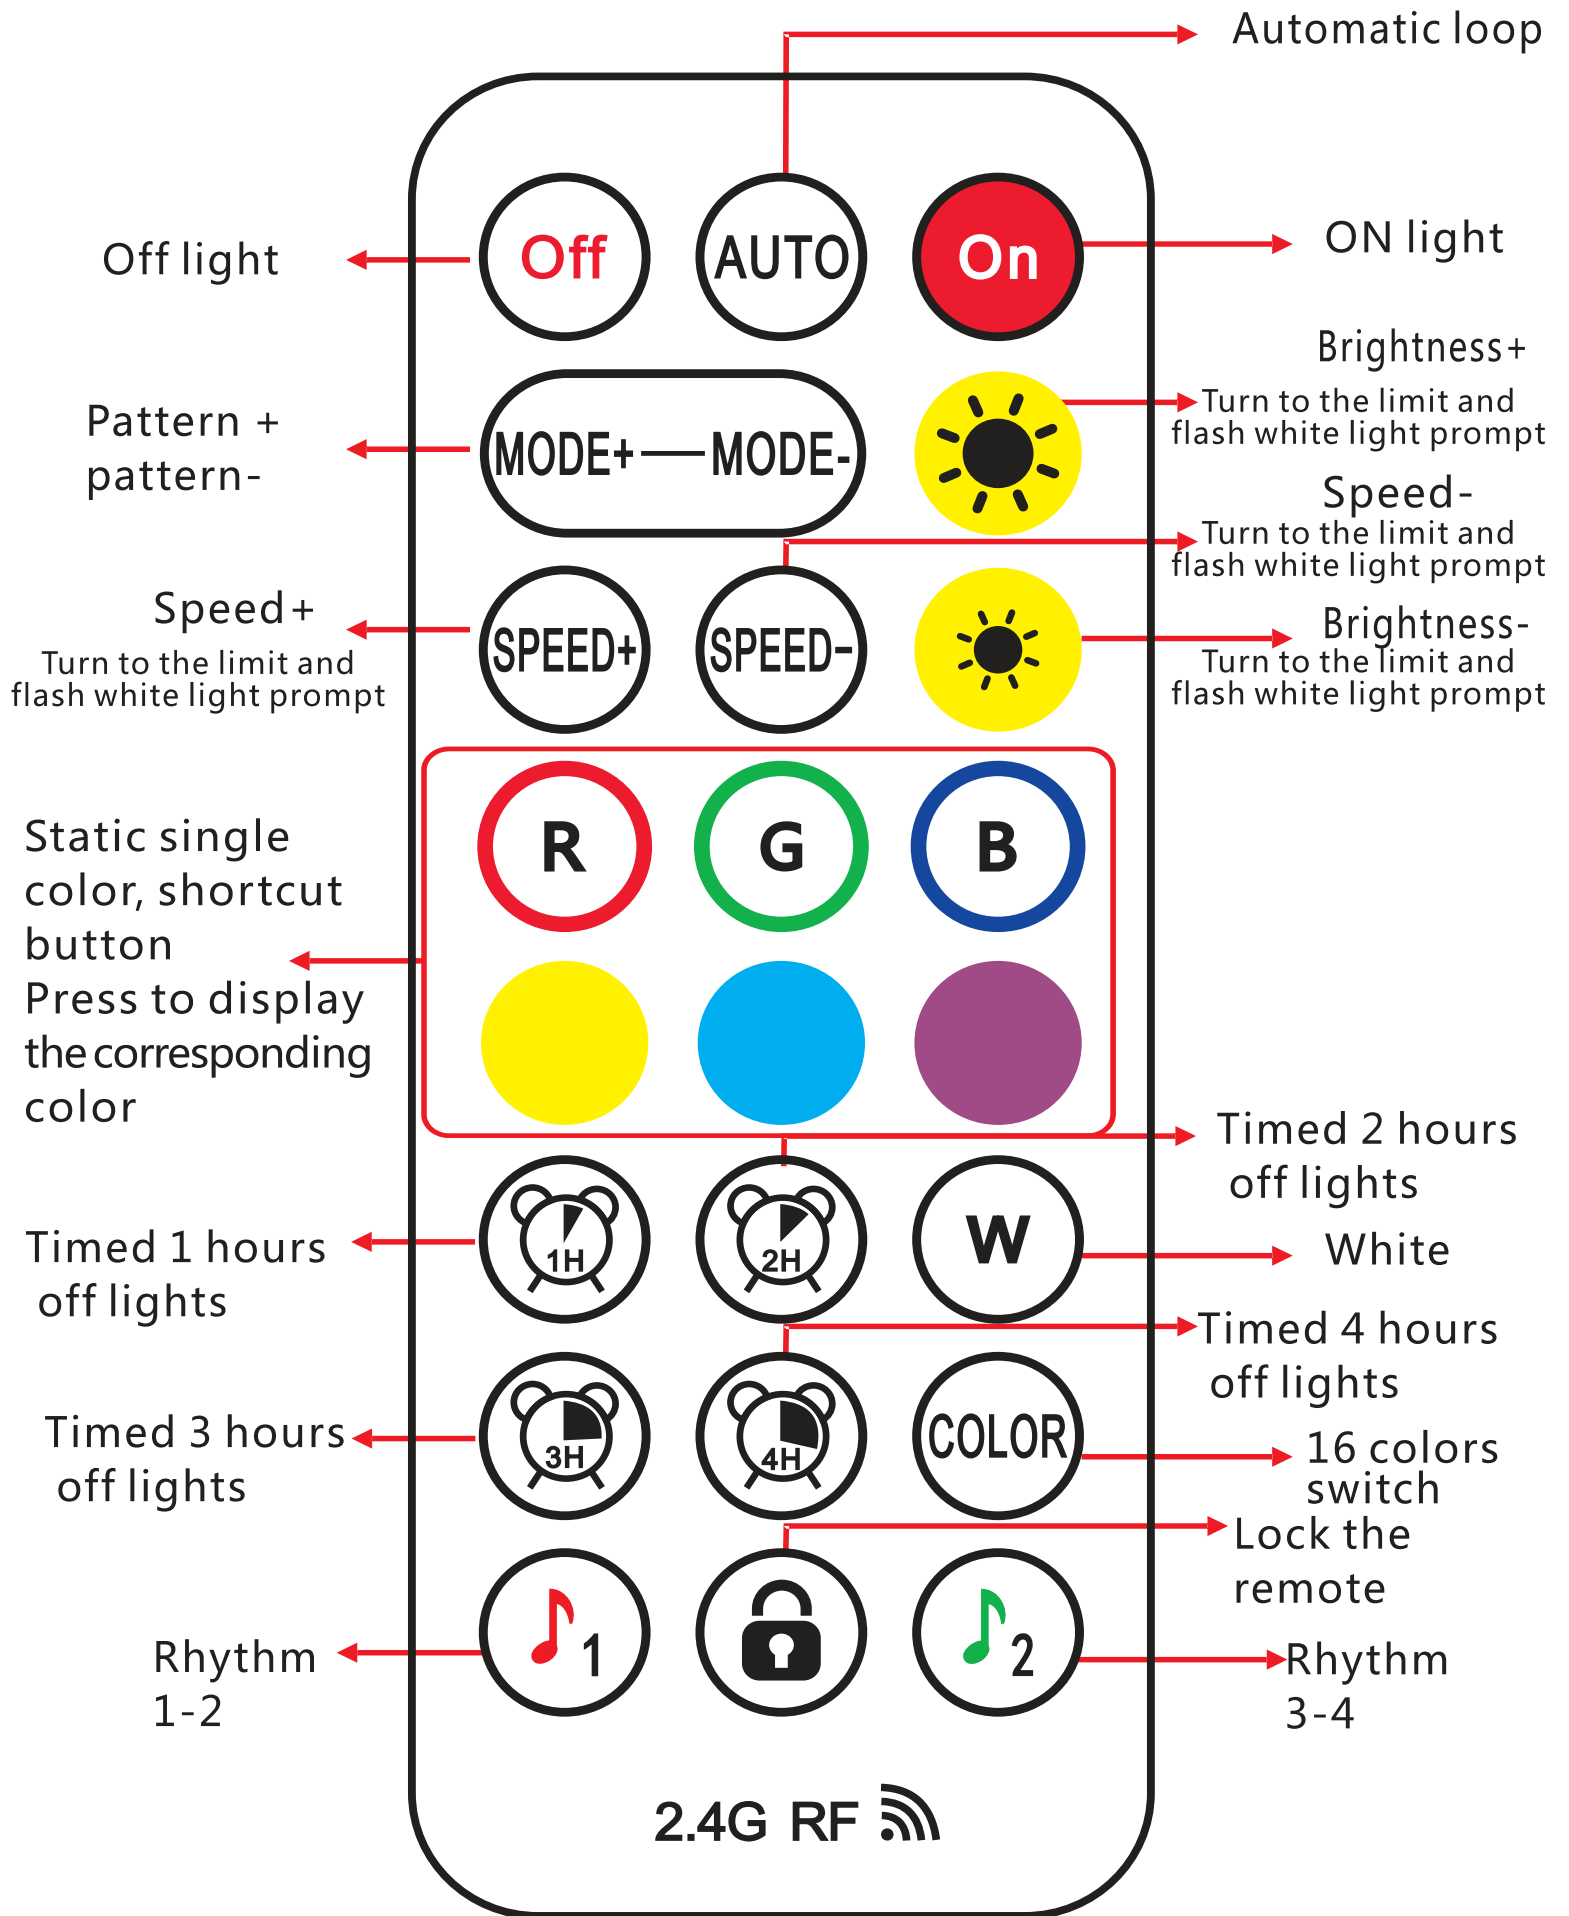 Automatic loop
Off light
Off
AUTO
On
ON light
Brightness+
Turn to the limit and
flash white light prompt
Pattern +
pattern-
MODE+
MODE-
Speed-
Turn to the limit and
flash white light prompt
Speed+
Turn to the limit and
flash white light prompt
SPEED+
SPEED-
Brightness-
Turn to the limit and
flash white light prompt
Static single
color, shortcut
button
Press to display
the corresponding
color
R
G
B
Timed 2 hours
off lights
Timed 1 hours
off lights
1H
2H
W
White
Timed 4 hours
off lights
Timed 3 hours
off lights
3H
4H
COLOR
16 colors
switch
Lock the
remote
Rhythm
1-2
1
2
Rhythm
3-4
2.4G RF